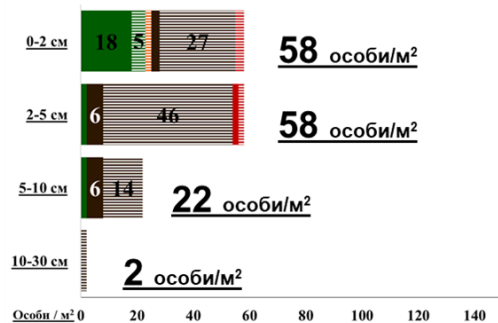 0-2 см
18 5 27
58 особи/м²
2-5 см
6 46
58 особи/м²
5-10 см
6 14
22 особи/м²
10-30 см
2 особи/м²
Особи / м² 0 20 40 60 80 100 120 140